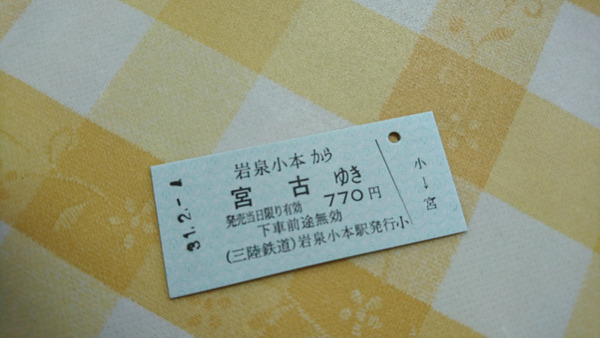 31.2.-1
岩泉小本から
宮古ゆき
770円
発売当日限り有効
下車前途無効
(三陸鉄道)岩泉小本駅発行小
小→宮